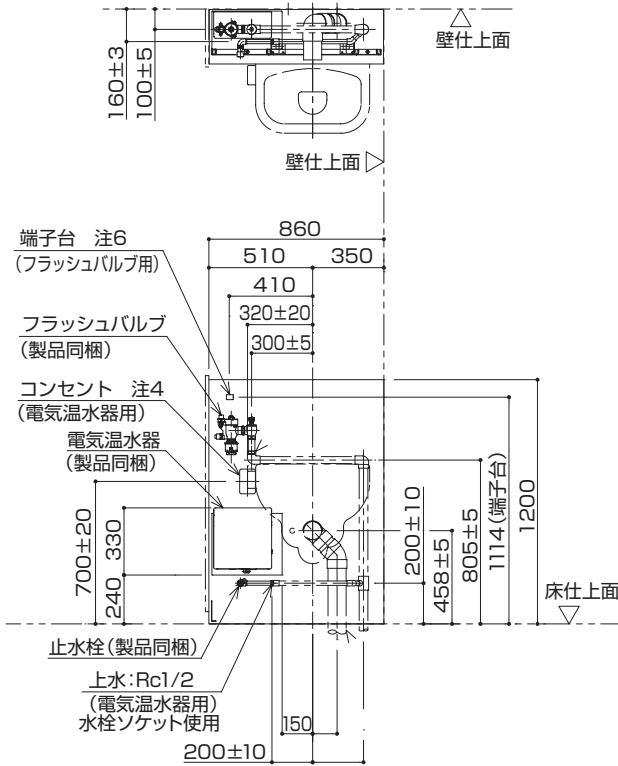 160±3
100±5
壁仕上面
壁仕上面
860
510
350
410
320±20
300±5
端子台 注6
(フラッシュバルブ用)
フラッシュバルブ
(製品同梱)
コンセント 注4
(電気温水器用)
電気温水器
(製品同梱)
700±20
330
240
200±10
458±5
805±5
1114(端子台)
1200
床仕上面
止水栓(製品同梱)
上水:Rc1/2
(電気温水器用)
水栓ソケット使用
150
200±10